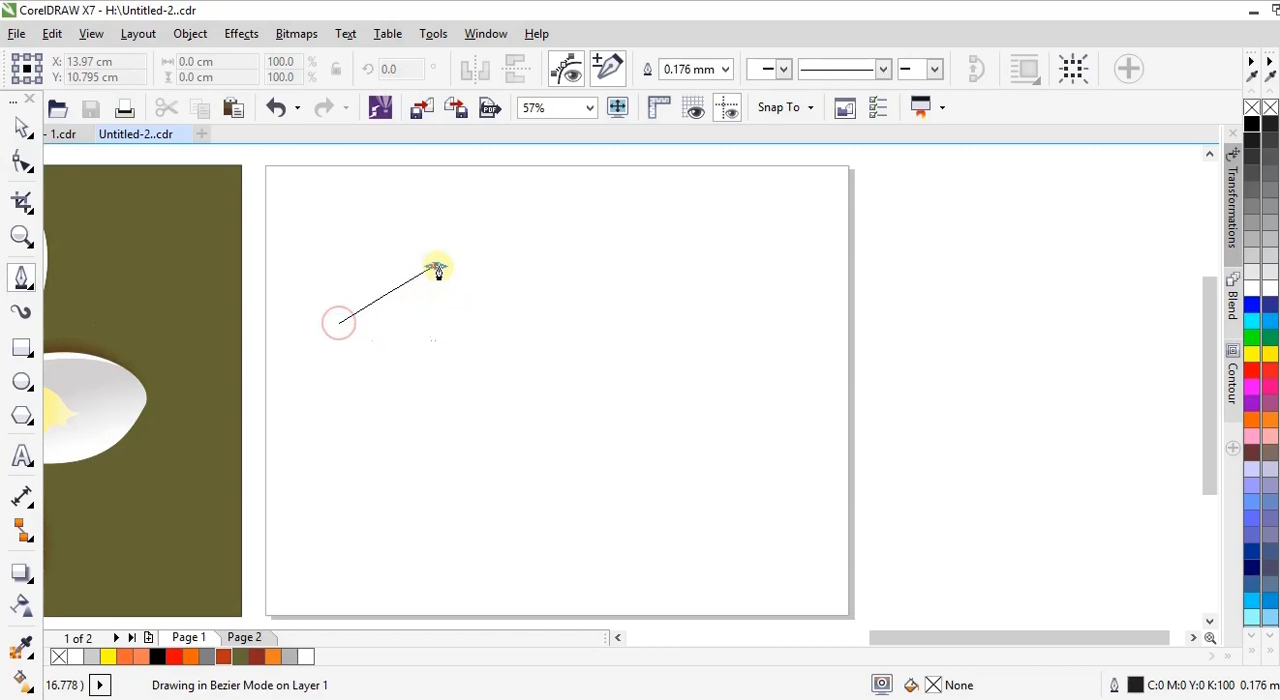 CorelDRAW X7 - H:\Untitled-2..cdr
File Edit View Layout Object Effects Bitmaps Text Table Tools Window Help
X: 13.97 cm 0.0 cm 100.0 % 0.0 ° 0.176 mm
Y: 10.795 cm 0.0 cm 100.0 %
PDF 57% Snap To
- 1.cdr Untitled-2..cdr
Transformations
Blend
Contour
1 of 2 Page 1 Page 2
16.778 ) Drawing in Bezier Mode on Layer 1 None C:0 M:0 Y:0 K:100 0.176 m